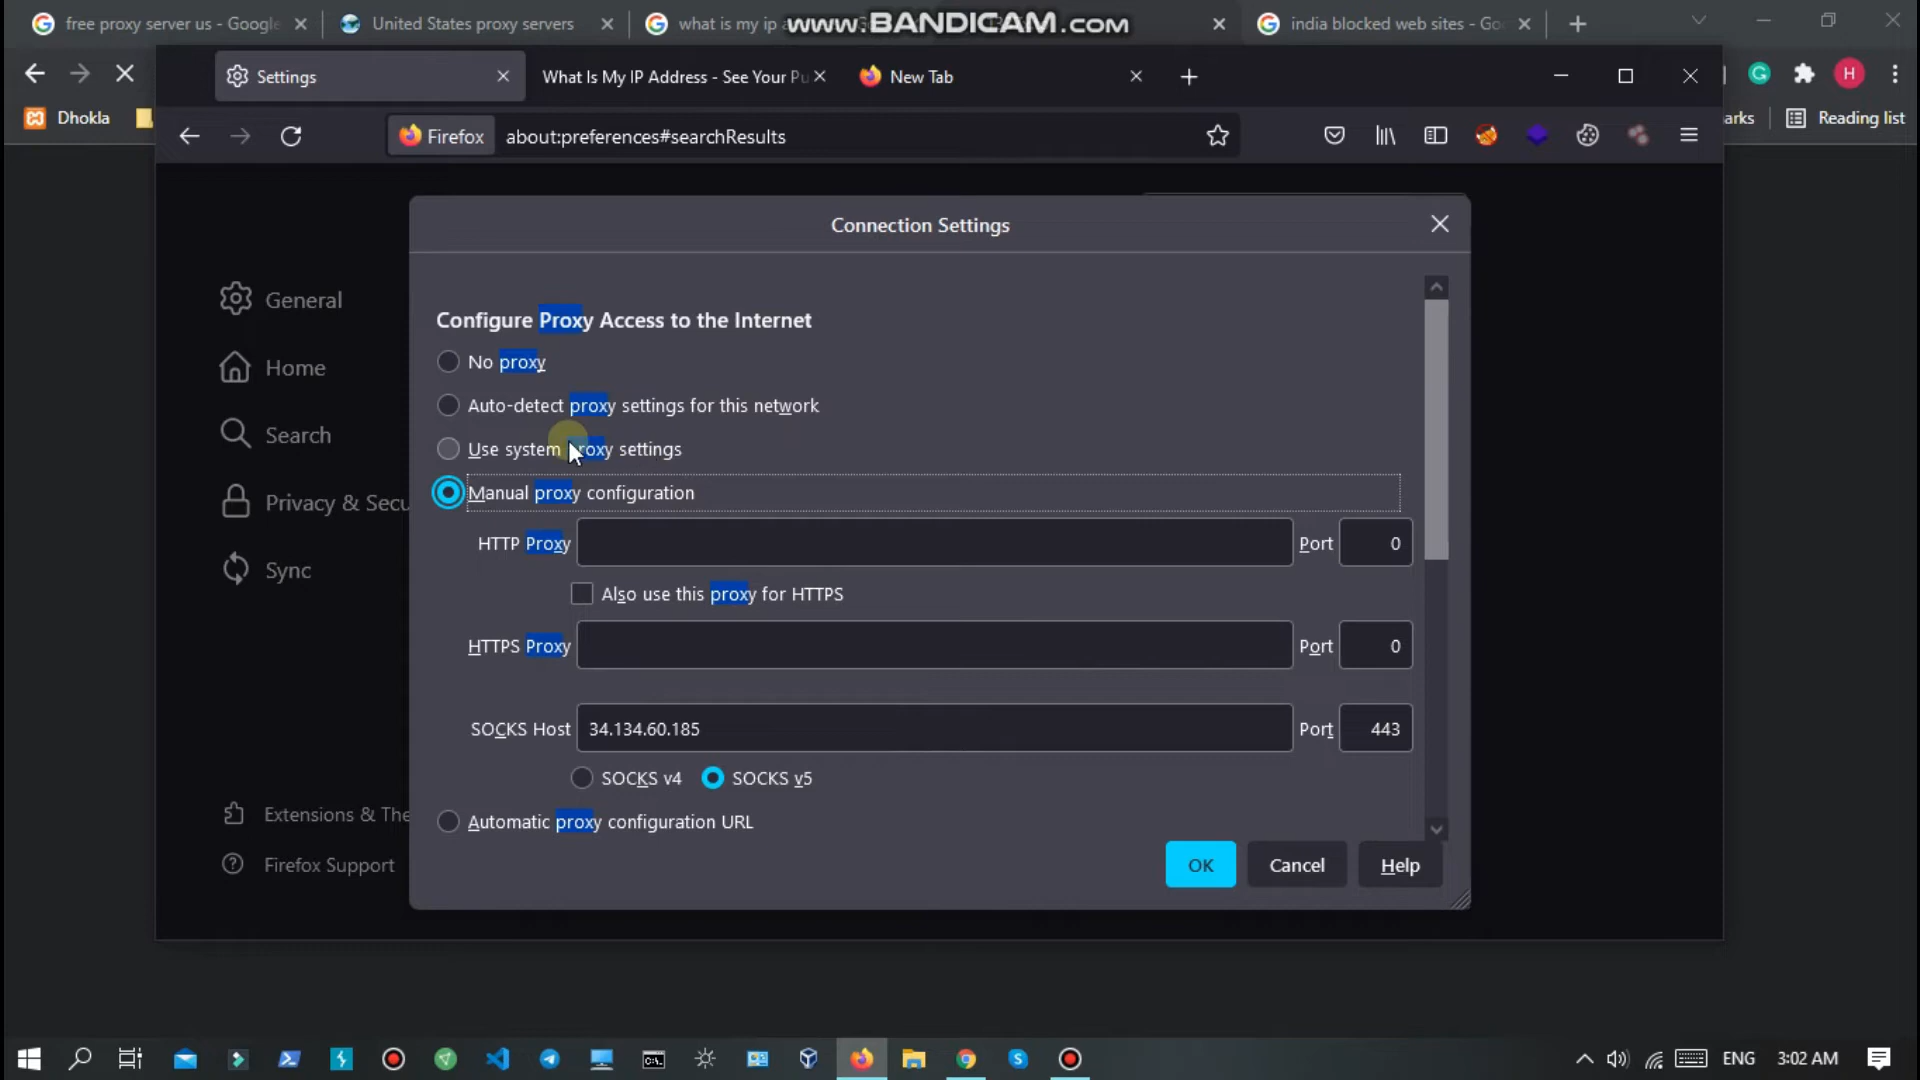 free proxy server us - Google
United States proxy servers
what is my ip a
www.BANDICAM.com
india blocked web sites - Go
Settings
What Is My IP Address - See Your Pu
New Tab
H
Dhokla
arks
Reading list
Firefox
about:preferences#searchResults
Connection Settings
General
Home
Search
Privacy & Secu
Sync
Extensions & The
Firefox Support
Configure Proxy Access to the Internet
No proxy
Auto-detect proxy settings for this network
Use system proxy settings
Manual proxy configuration
HTTP Proxy
Port 0
Also use this proxy for HTTPS
HTTPS Proxy
Port 0
SOCKS Host 34.134.60.185 Port 443
SOCKS v4 SOCKS v5
Automatic proxy configuration URL
OK Cancel Help
ENG 3:02 AM